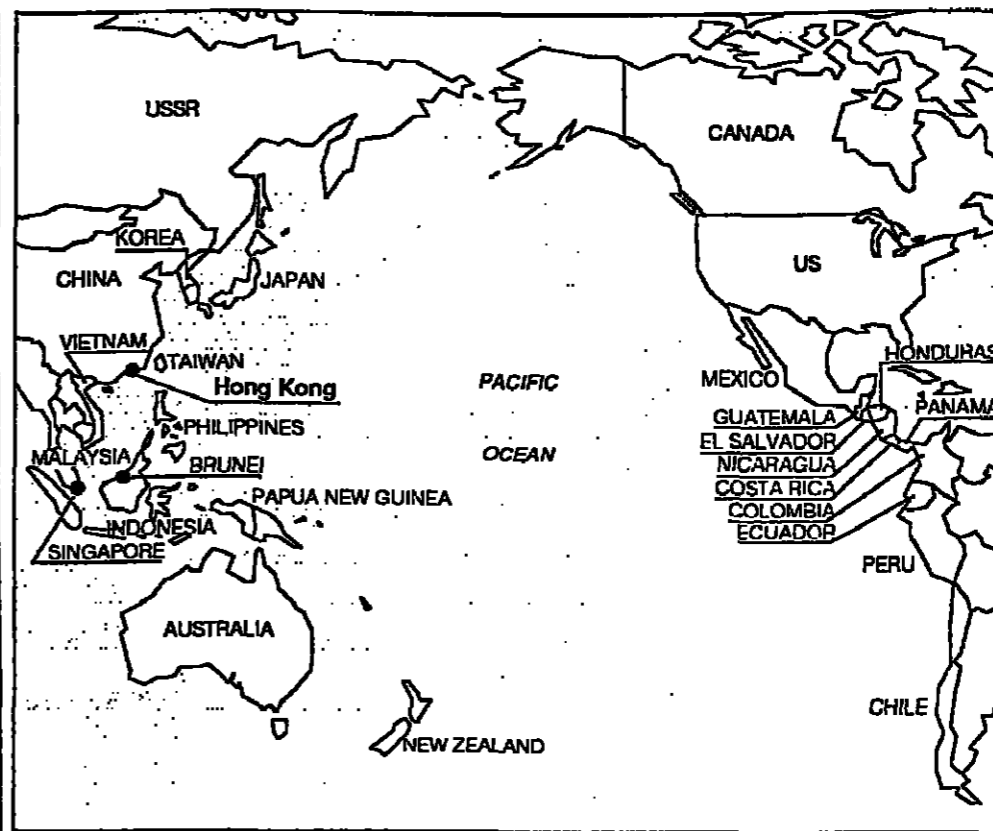 USSR
CANADA
KOREA
CHINA
JAPAN
US
VIETNAM
TAIWAN
HONDURAS
Hong Kong
PACIFIC
MEXICO
PANAMA
GUATEMALA
PHILIPPINES
EL SALVADOR
MALAYSIA
BRUNEI
OCEAN
NICARAGUA
COSTA RICA
PAPUA NEW GUINEA
COLOMBIA
INDONESIA
ECUADOR
SINGAPORE
PERU
AUSTRALIA
CHILE
NEW ZEALAND